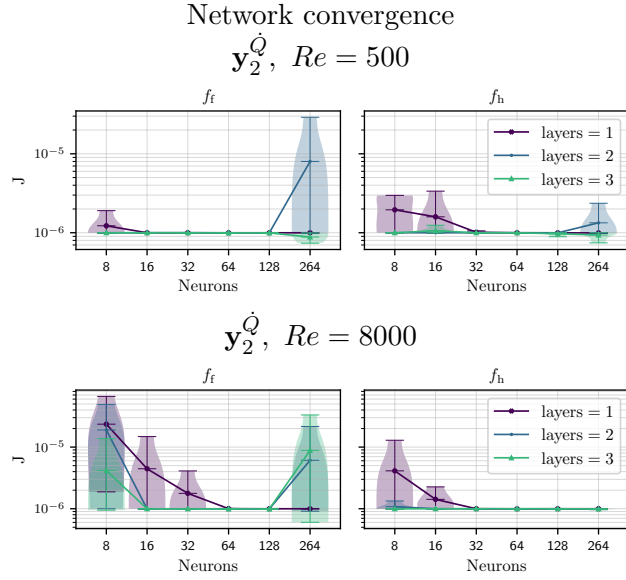 Network convergence
y₂^Q̇, Re = 500
f_f
f_h
J
10⁻⁵
10⁻⁶
layers = 1
layers = 2
layers = 3
8 16 32 64 128 264
8 16 32 64 128 264
Neurons
Neurons
y₂^Q̇, Re = 8000
f_f
f_h
J
10⁻⁵
10⁻⁶
layers = 1
layers = 2
layers = 3
8 16 32 64 128 264
8 16 32 64 128 264
Neurons
Neurons